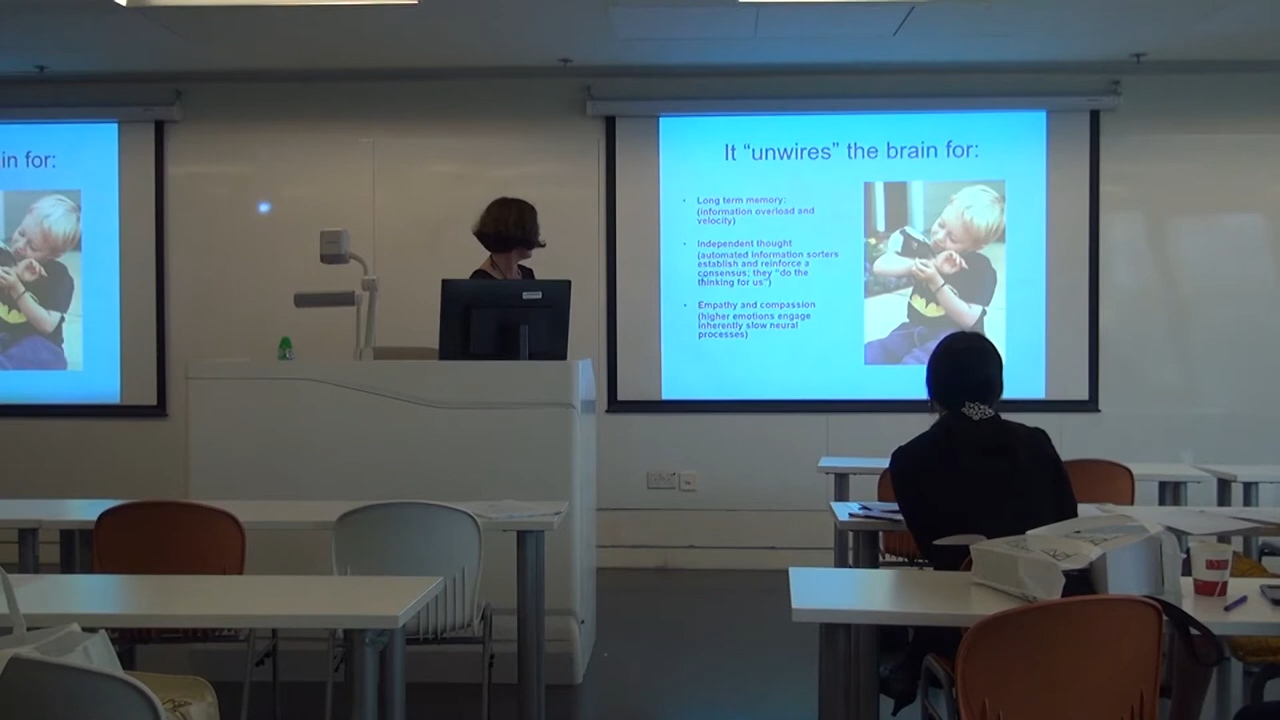 in for:
It “unwires” the brain for:
• Long term memory:
(information overload and
velocity)
• Independent thought
(automated information sorters
establish and reinforce a
consensus; they “do the
thinking for us”)
• Empathy and compassion
(higher emotions engage
inherently slow neural
processes)